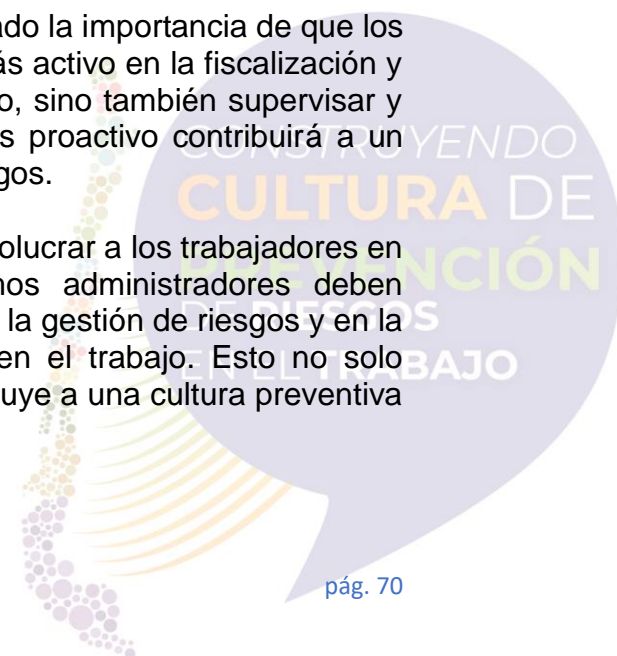 ado la importancia de que los
ás activo en la fiscalización y
o, sino también supervisar y
s proactivo contribuirá a un
gos.
olucrar a los trabajadores en
nos administradores deben
la gestión de riesgos y en la
en el trabajo. Esto no solo
uye a una cultura preventiva
CONSTRUYENDO
CULTURA DE
PREVENCIÓN
DE RIESGOS
EN EL TRABAJO
pág. 70